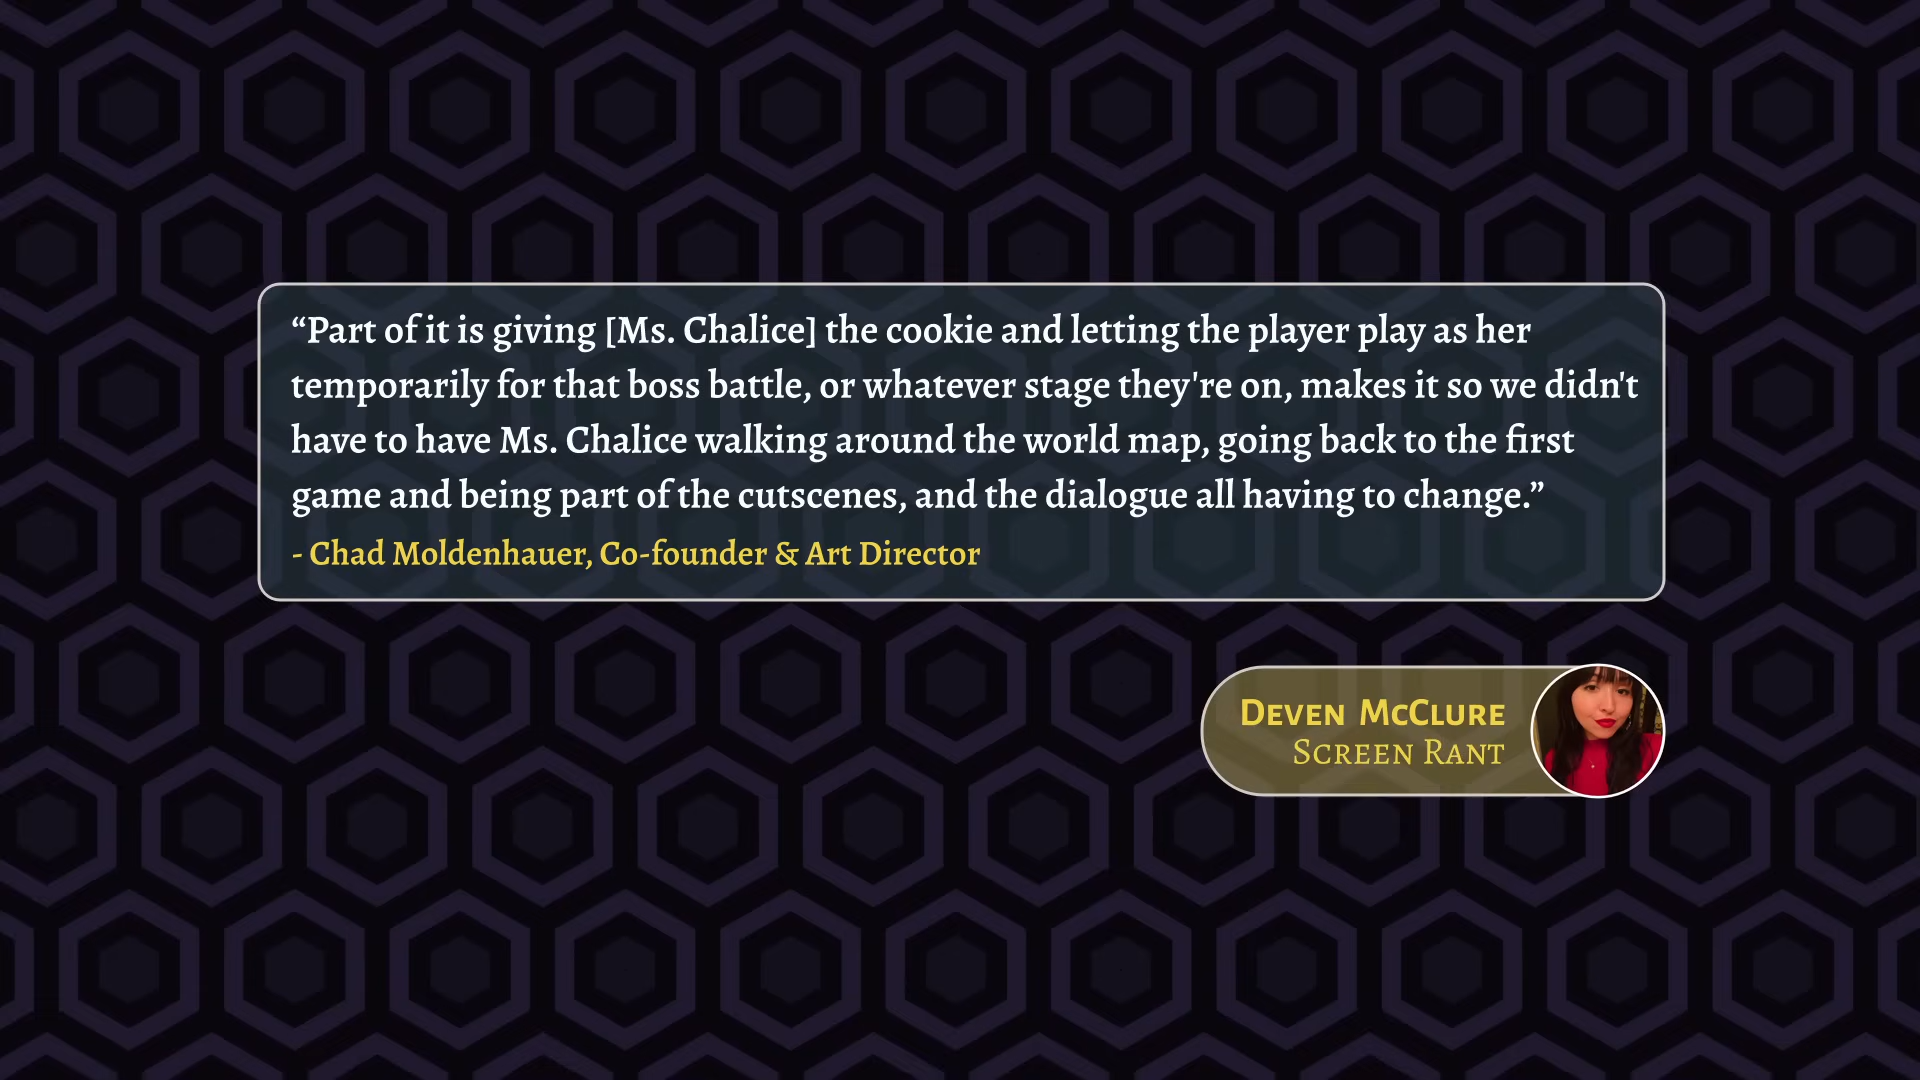 “Part of it is giving [Ms. Chalice] the cookie and letting the player play as her
temporarily for that boss battle, or whatever stage they're on, makes it so we didn't
have to have Ms. Chalice walking around the world map, going back to the first
game and being part of the cutscenes, and the dialogue all having to change.”
- Chad Moldenhauer, Co-founder & Art Director
Deven McClure
Screen Rant